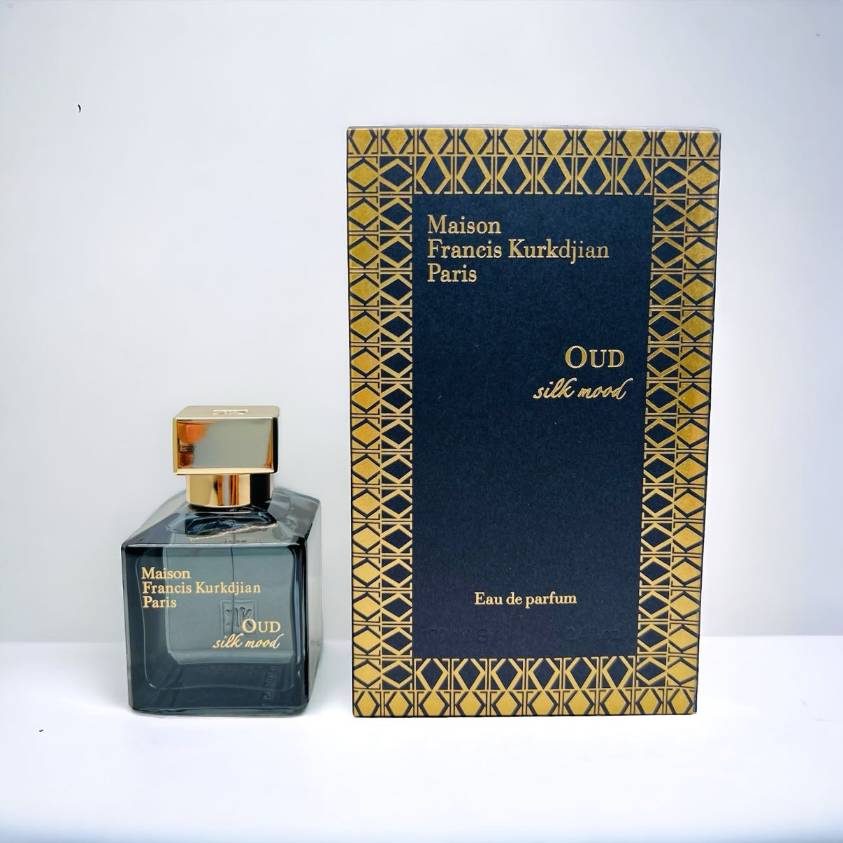 Maison
Francis Kurkdjian
Paris
OUD
silk mood
Maison
Francis Kurkdjian
Paris
OUD
silk mood
Eau de parfum